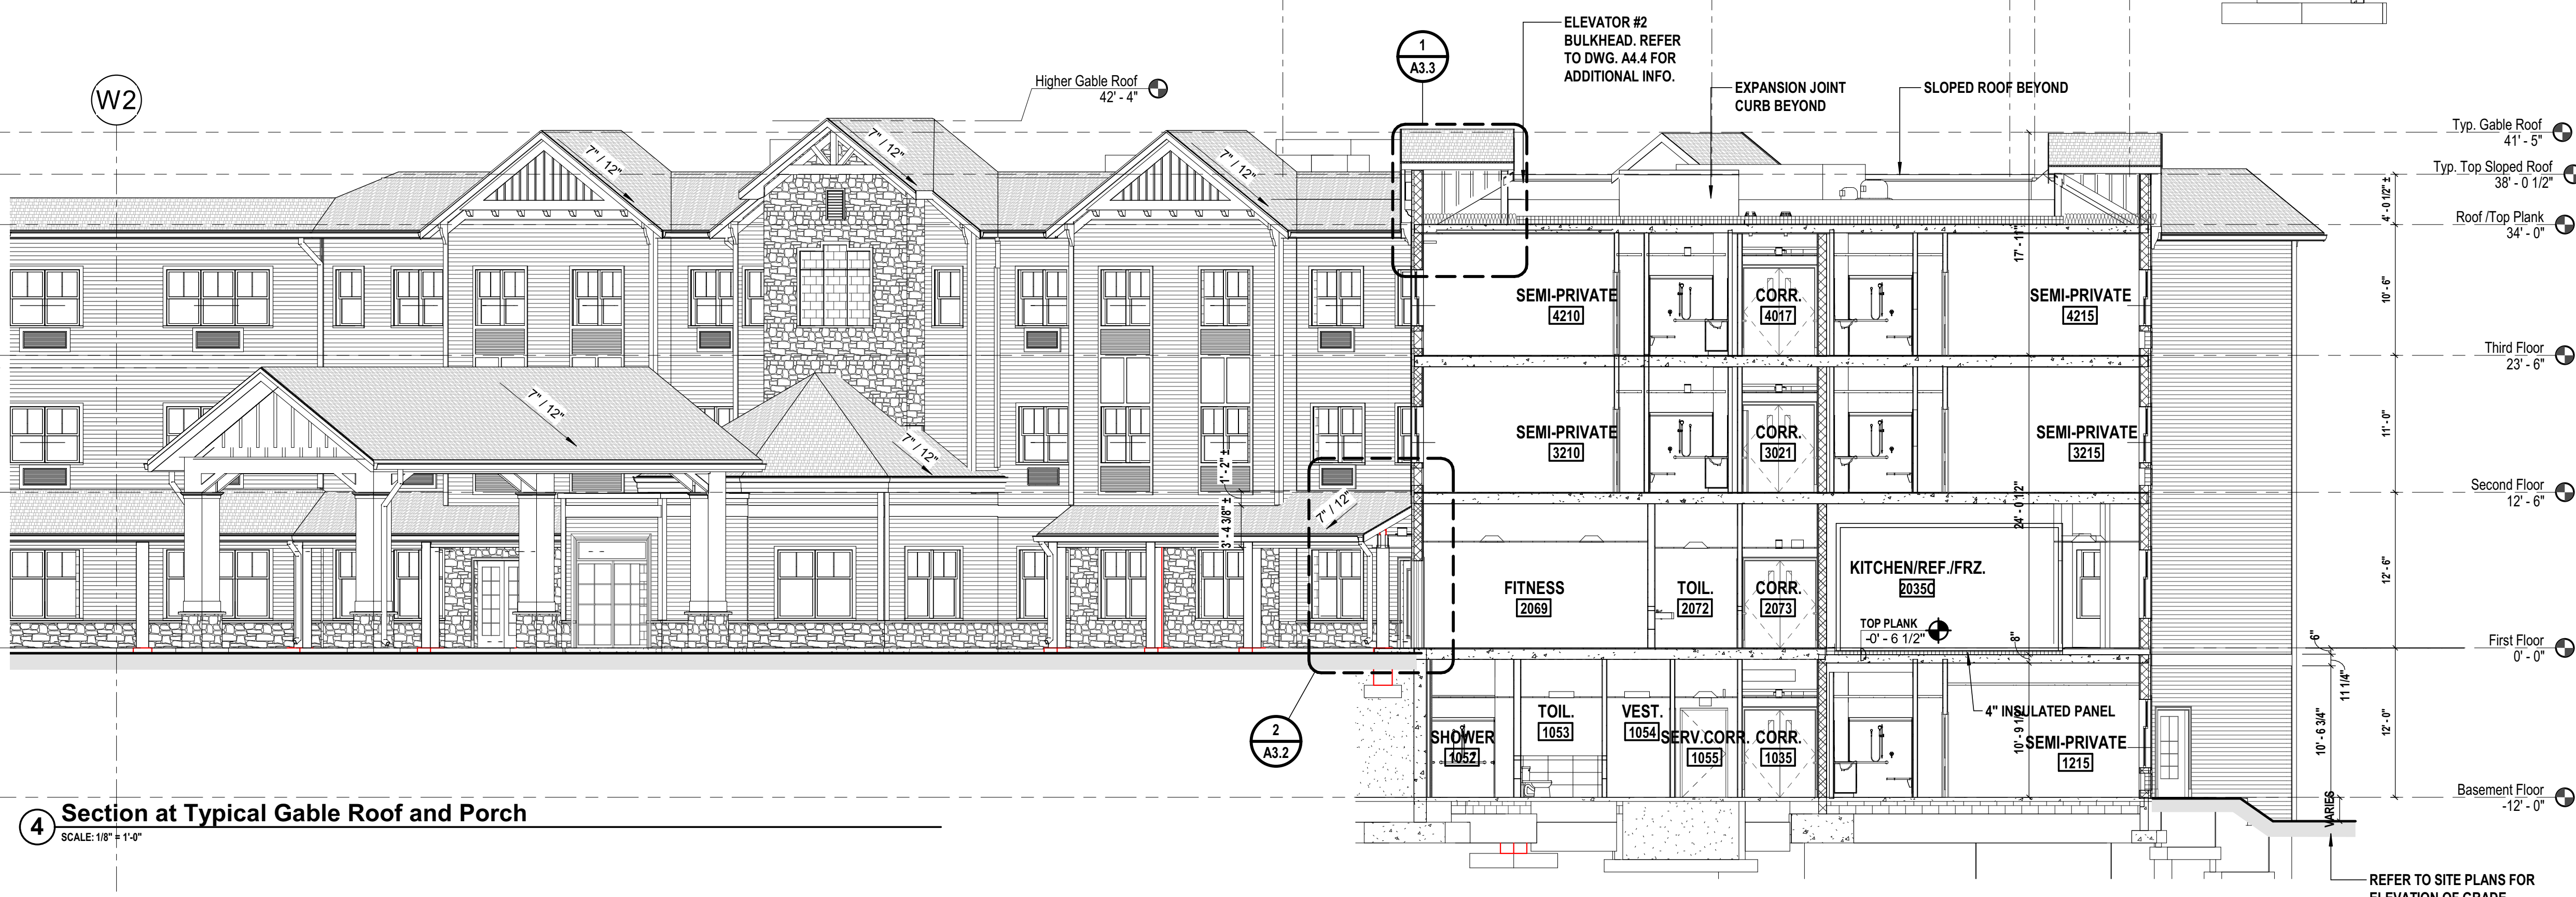 W2
Higher Gable Roof
42' - 4"
1
A3.3
ELEVATOR #2
BULKHEAD. REFER
TO DWG. A4.4 FOR
ADDITIONAL INFO.
EXPANSION JOINT
CURB BEYOND
SLOPED ROOF BEYOND
Typ. Gable Roof
41' - 5"
Typ. Top Sloped Roof
38' - 0 1/2"
Roof /Top Plank
34' - 0"
Third Floor
23' - 6"
Second Floor
12' - 6"
First Floor
0' - 0"
Basement Floor
-12' - 0"
7" / 12"
7" / 12"
7" / 12"
7" / 12"
7" / 12"
7" / 12"
1' - 2" ±
3' - 4 3/8" ±
4' - 0 1/2" ±
10' - 6"
11' - 0"
12' - 6"
12' - 0"
24' - 0 1/2"
6"
8"
11 1/4"
10' - 6 3/4"
VARIES
SEMI-PRIVATE
4210
CORR.
4017
SEMI-PRIVATE
4215
SEMI-PRIVATE
3210
CORR.
3021
SEMI-PRIVATE
3215
FITNESS
2069
TOIL.
2072
CORR.
2073
KITCHEN/REF./FRZ.
2035C
TOP PLANK
-0' - 6 1/2"
4" INSULATED PANEL
SHOWER
1052
TOIL.
1053
VEST.
1054
SERV.CORR.
1055
CORR.
1035
SEMI-PRIVATE
1215
2
A3.2
4
Section at Typical Gable Roof and Porch
SCALE: 1/8" = 1'-0"
REFER TO SITE PLANS FOR
ELEVATION OF GRADE